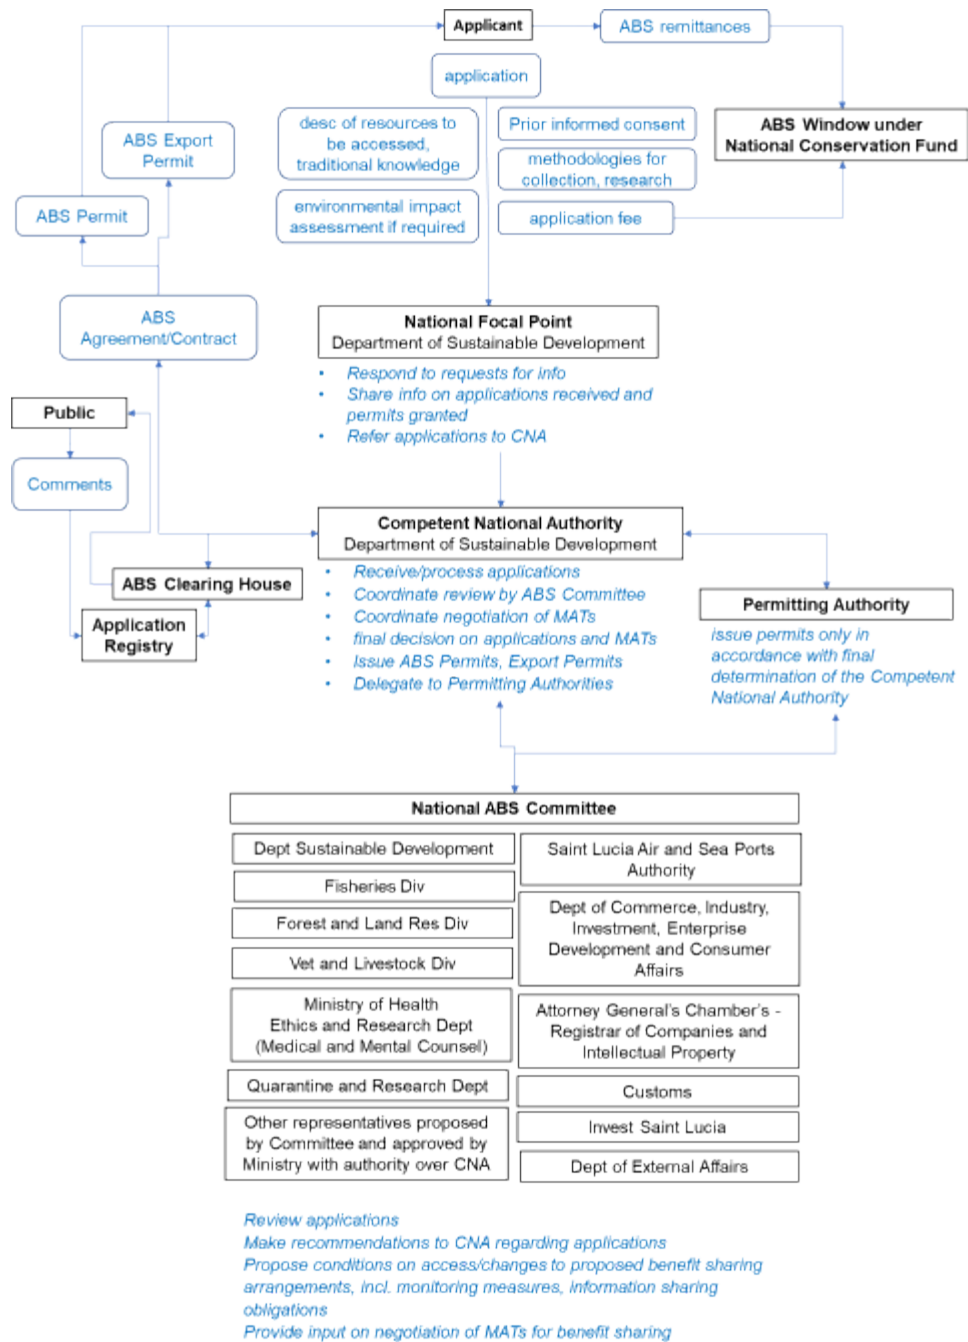 Applicant
ABS remittances
application
desc of resources to
be accessed,
traditional knowledge
Prior informed consent
ABS Window under
National Conservation Fund
ABS Export
Permit
methodologies for
collection, research
ABS Permit
environmental impact
assessment if required
application fee
ABS
Agreement/Contract
National Focal Point
Department of Sustainable Development
• Respond to requests for info
• Share info on applications received and
permits granted
• Refer applications to CNA
Public
Comments
Competent National Authority
Department of Sustainable Development
• Receive/process applications
• Coordinate review by ABS Committee
• Coordinate negotiation of MATs
• final decision on applications and MATs
• Issue ABS Permits, Export Permits
• Delegate to Permitting Authorities
ABS Clearing House
Application
Registry
Permitting Authority
issue permits only in
accordance with final
determination of the Competent
National Authority
National ABS Committee
Dept Sustainable Development
Fisheries Div
Forest and Land Res Div
Vet and Livestock Div
Ministry of Health
Ethics and Research Dept
(Medical and Mental Counsel)
Quarantine and Research Dept
Other representatives proposed
by Committee and approved by
Ministry with authority over CNA
Saint Lucia Air and Sea Ports
Authority
Dept of Commerce, Industry,
Investment, Enterprise
Development and Consumer
Affairs
Attorney General's Chamber's -
Registrar of Companies and
Intellectual Property
Customs
Invest Saint Lucia
Dept of External Affairs
Review applications
Make recommendations to CNA regarding applications
Propose conditions on access/changes to proposed benefit sharing
arrangements, incl. monitoring measures, information sharing
obligations
Provide input on negotiation of MATs for benefit sharing